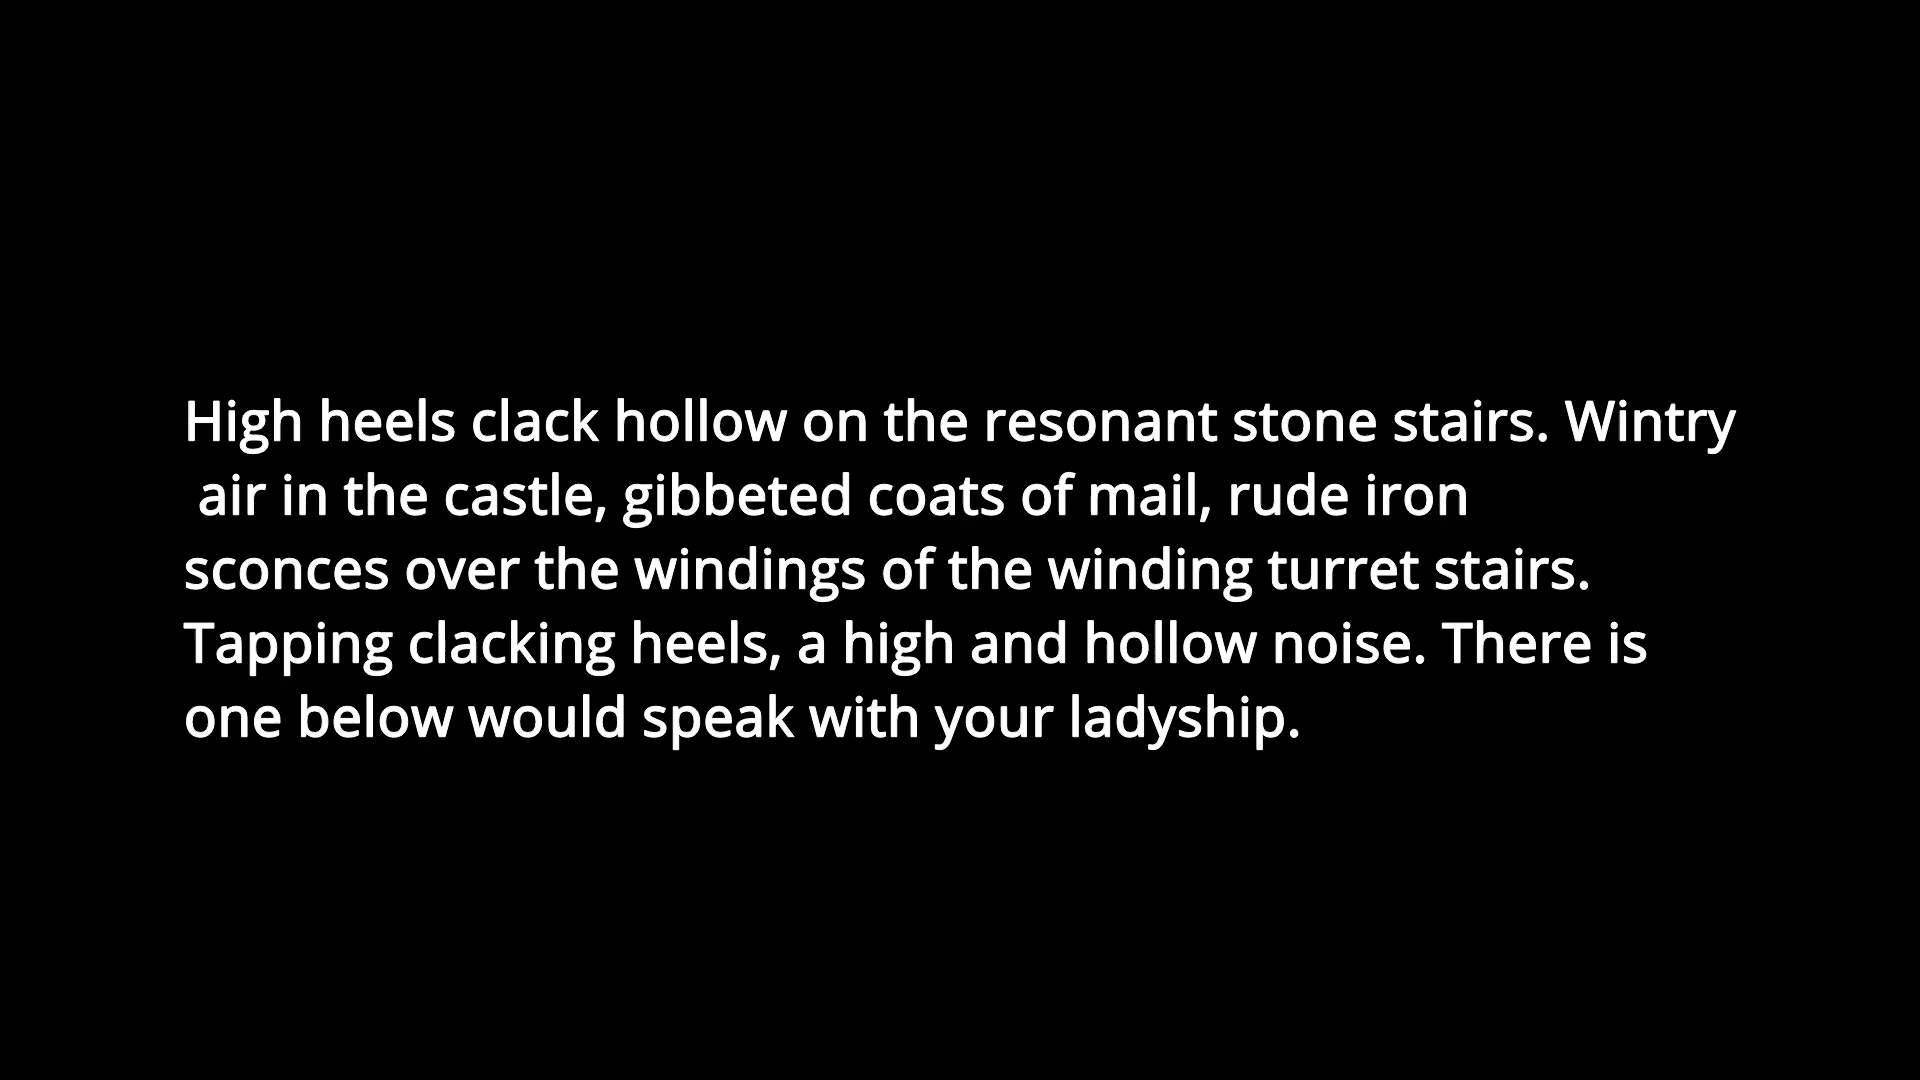 High heels clack hollow on the resonant stone stairs. Wintry
air in the castle, gibbeted coats of mail, rude iron
sconces over the windings of the winding turret stairs.
Tapping clacking heels, a high and hollow noise. There is
one below would speak with your ladyship.